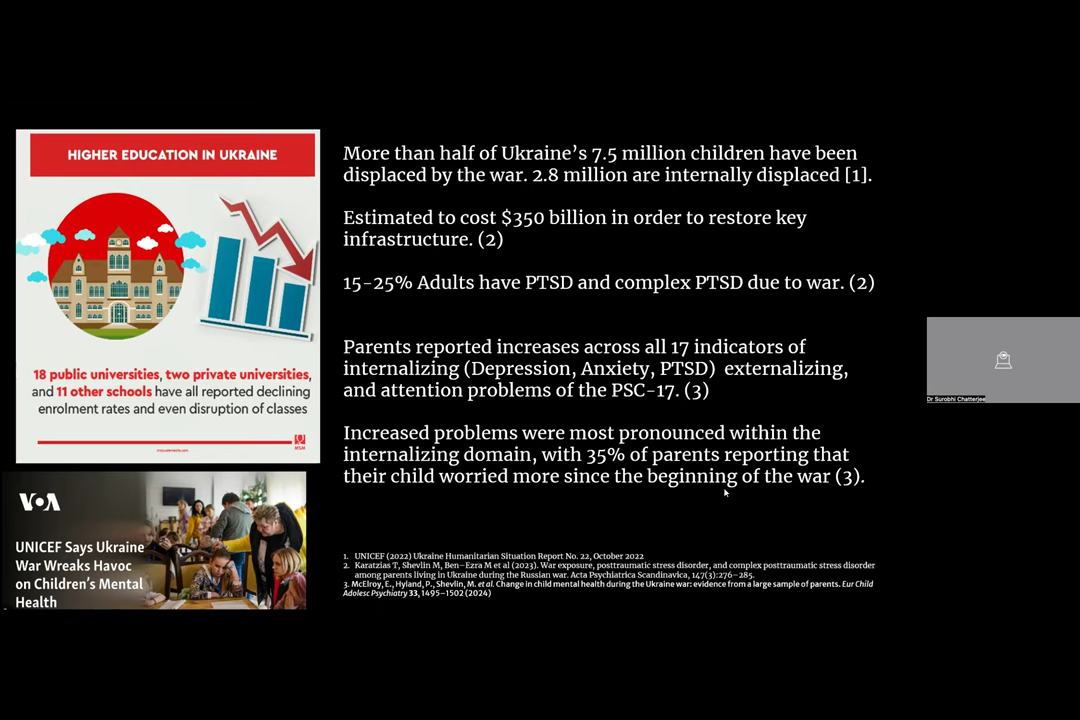 HIGHER EDUCATION IN UKRAINE
18 public universities, two private universities,
and 11 other schools have all reported declining
enrolment rates and even disruption of classes
MSM
VOA
UNICEF Says Ukraine
War Wreaks Havoc
on Children's Mental
Health
More than half of Ukraine's 7.5 million children have been
displaced by the war. 2.8 million are internally displaced [1].
Estimated to cost $350 billion in order to restore key
infrastructure. (2)
15-25% Adults have PTSD and complex PTSD due to war. (2)
Parents reported increases across all 17 indicators of
internalizing (Depression, Anxiety, PTSD) externalizing,
and attention problems of the PSC-17. (3)
Increased problems were most pronounced within the
internalizing domain, with 35% of parents reporting that
their child worried more since the beginning of the war (3).
1. UNICEF (2022) Ukraine Humanitarian Situation Report No. 22, October 2022
2. Karatzias T, Shevlin M, Ben-Ezra M et al (2023). War exposure, posttraumatic stress disorder, and complex posttraumatic stress disorder
among parents living in Ukraine during the Russian war. Acta Psychiatrica Scandinavica, 147(3):276-285.
3. McElroy, E., Hyland, P., Shevlin, M. et al. Change in child mental health during the Ukraine war: evidence from a large sample of parents. Eur Child
Adolesc Psychiatry 33, 1495–1502 (2024)
Dr Surobhi Chatterjee